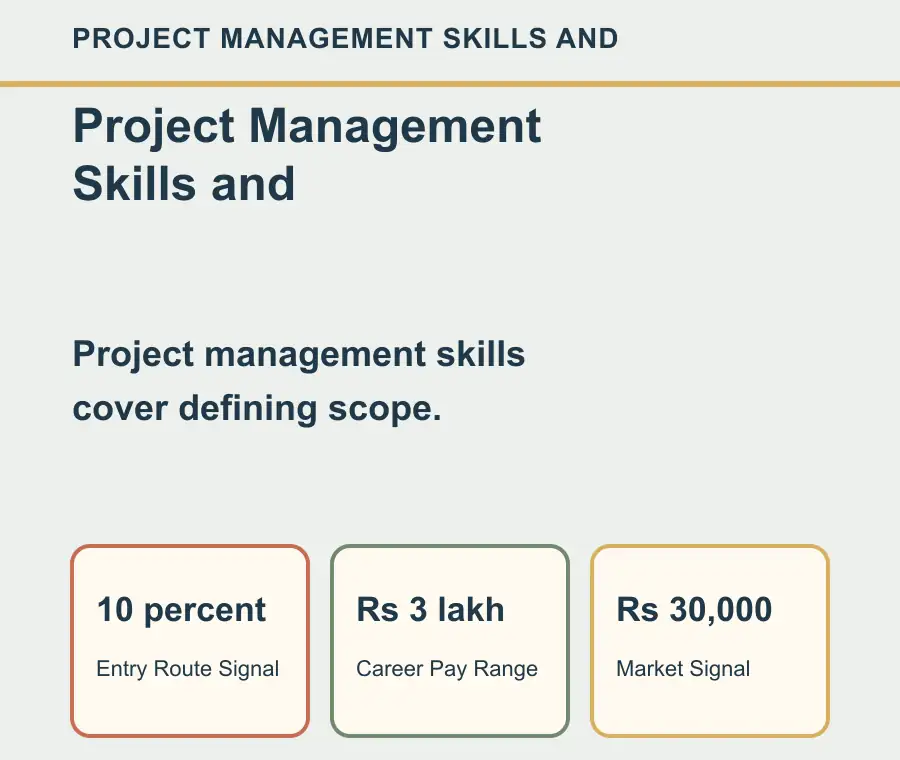 PROJECT MANAGEMENT SKILLS AND
Project Management
Skills and
Project management skills
cover defining scope.
10 percent
Entry Route Signal
Rs 3 lakh
Career Pay Range
Rs 30,000
Market Signal